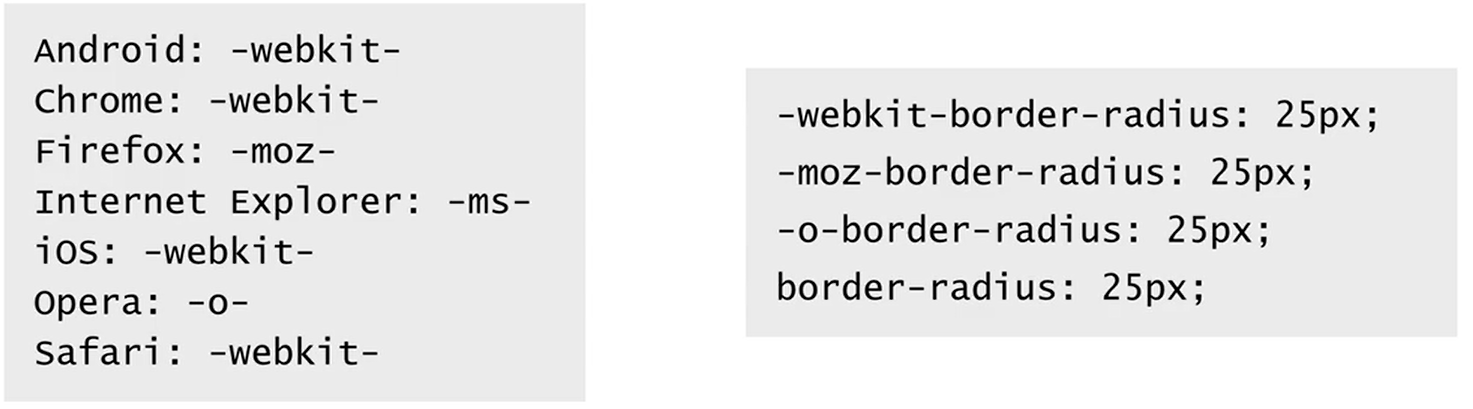 Android: -webkit-
Chrome: -webkit-
Firefox: -moz-
Internet Explorer: -ms-
iOS: -webkit-
Opera: -o-
Safari: -webkit-
-webkit-border-radius: 25px;
-moz-border-radius: 25px;
-o-border-radius: 25px;
border-radius: 25px;